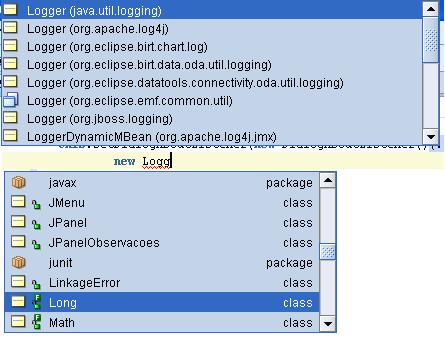 Logger (java.util.logging)
Logger (org.apache.log4j)
Logger (org.eclipse.birt.chart.log)
Logger (org.eclipse.birt.data.oda.util.logging)
Logger (org.eclipse.datatools.connectivity.oda.util.logging)
Logger (org.eclipse.emf.common.util)
Logger (org.jboss.logging)
LoggerDynamicMBean (org.apache.log4j.jmx)
new Logg
javax package
JMenu class
JPanel class
JPanelObservacoes class
junit package
LinkageError class
Long class
Math class